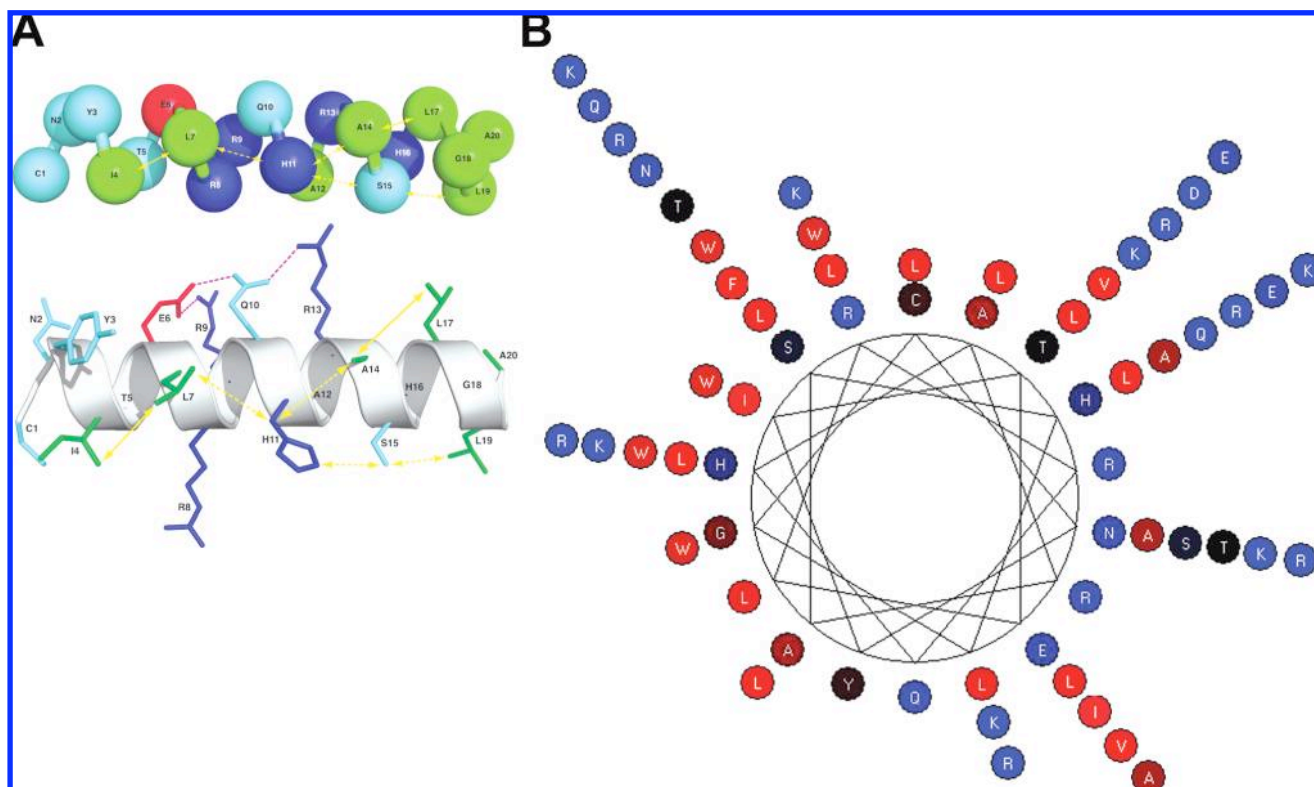 A
B
N2
Y3
C1
I4
T5
E6
L7
R8
R9
Q10
H11
A12
R13
A14
S15
H16
L17
G18
L19
A20
N2
Y3
C1
I4
T5
E6
L7
R8
R9
Q10
H11
A12
R13
A14
S15
H16
L17
G18
L19
A20
K Q R N T W F L S
K W L R
L C
L A
E D R K V L T
K E R Q A L H
R
N A S T K R
R
E L I V A
L K R
Q
Y
A L
L
W G
R K W L H
W I